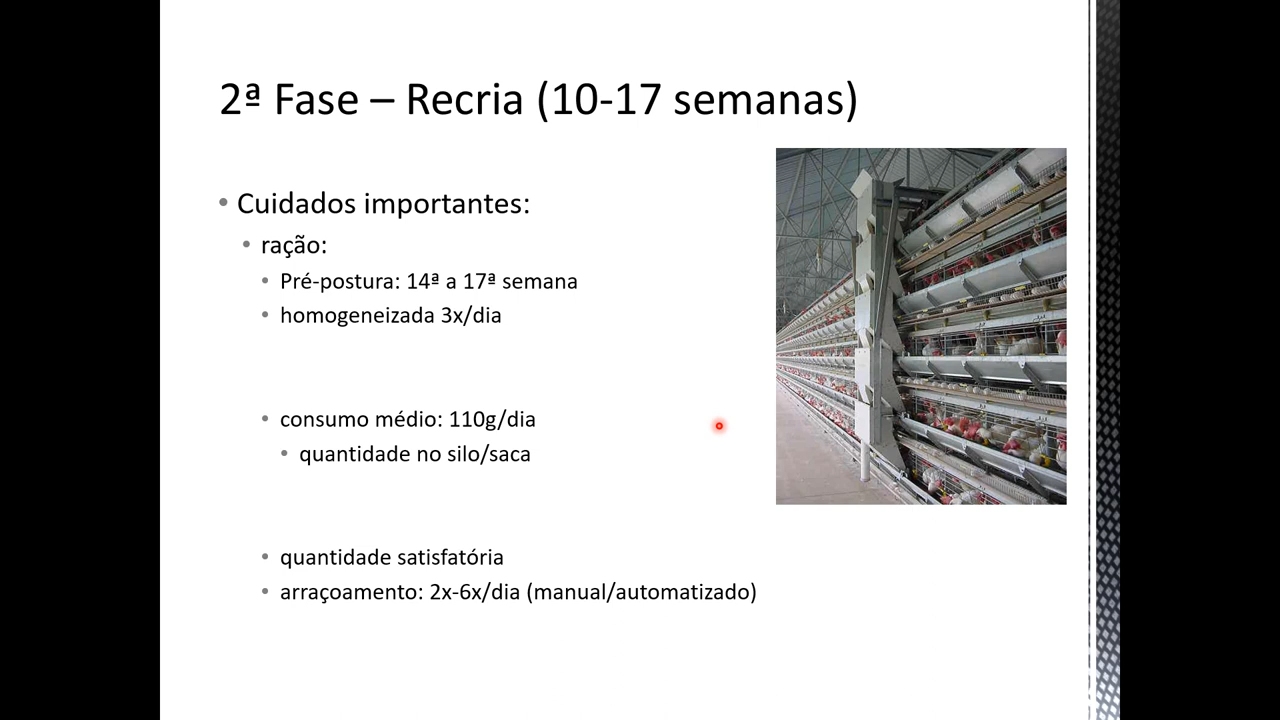 2ª Fase – Recria (10-17 semanas)
• Cuidados importantes:
• ração:
• Pré-postura: 14ª a 17ª semana
• homogeneizada 3x/dia
• consumo médio: 110g/dia
• quantidade no silo/saca
• quantidade satisfatória
• arraçoamento: 2x-6x/dia (manual/automatizado)